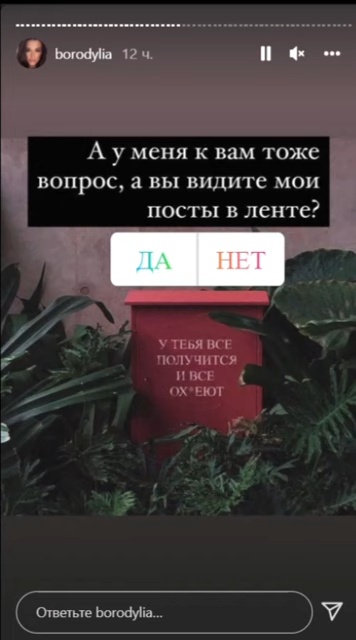 borodylia 12 ч.
А у меня к вам тоже
вопрос, а вы видите мои
посты в ленте?
ДА НЕТ
У ТЕБЯ ВСЕ
ПОЛУЧИТСЯ
И ВСЕ
ОХ*ЕЮТ
Ответьте borodylia...